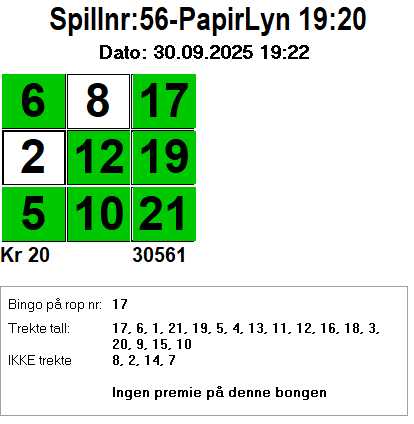 Spillnr:56-PapirLyn 19:20
Dato: 30.09.2025 19:22
6 8 17
2 12 19
5 10 21
Kr 20 30561
Bingo på rop nr: 17
Trekte tall: 17, 6, 1, 21, 19, 5, 4, 13, 11, 12, 16, 18, 3,
20, 9, 15, 10
IKKE trekte 8, 2, 14, 7
Ingen premie på denne bongen